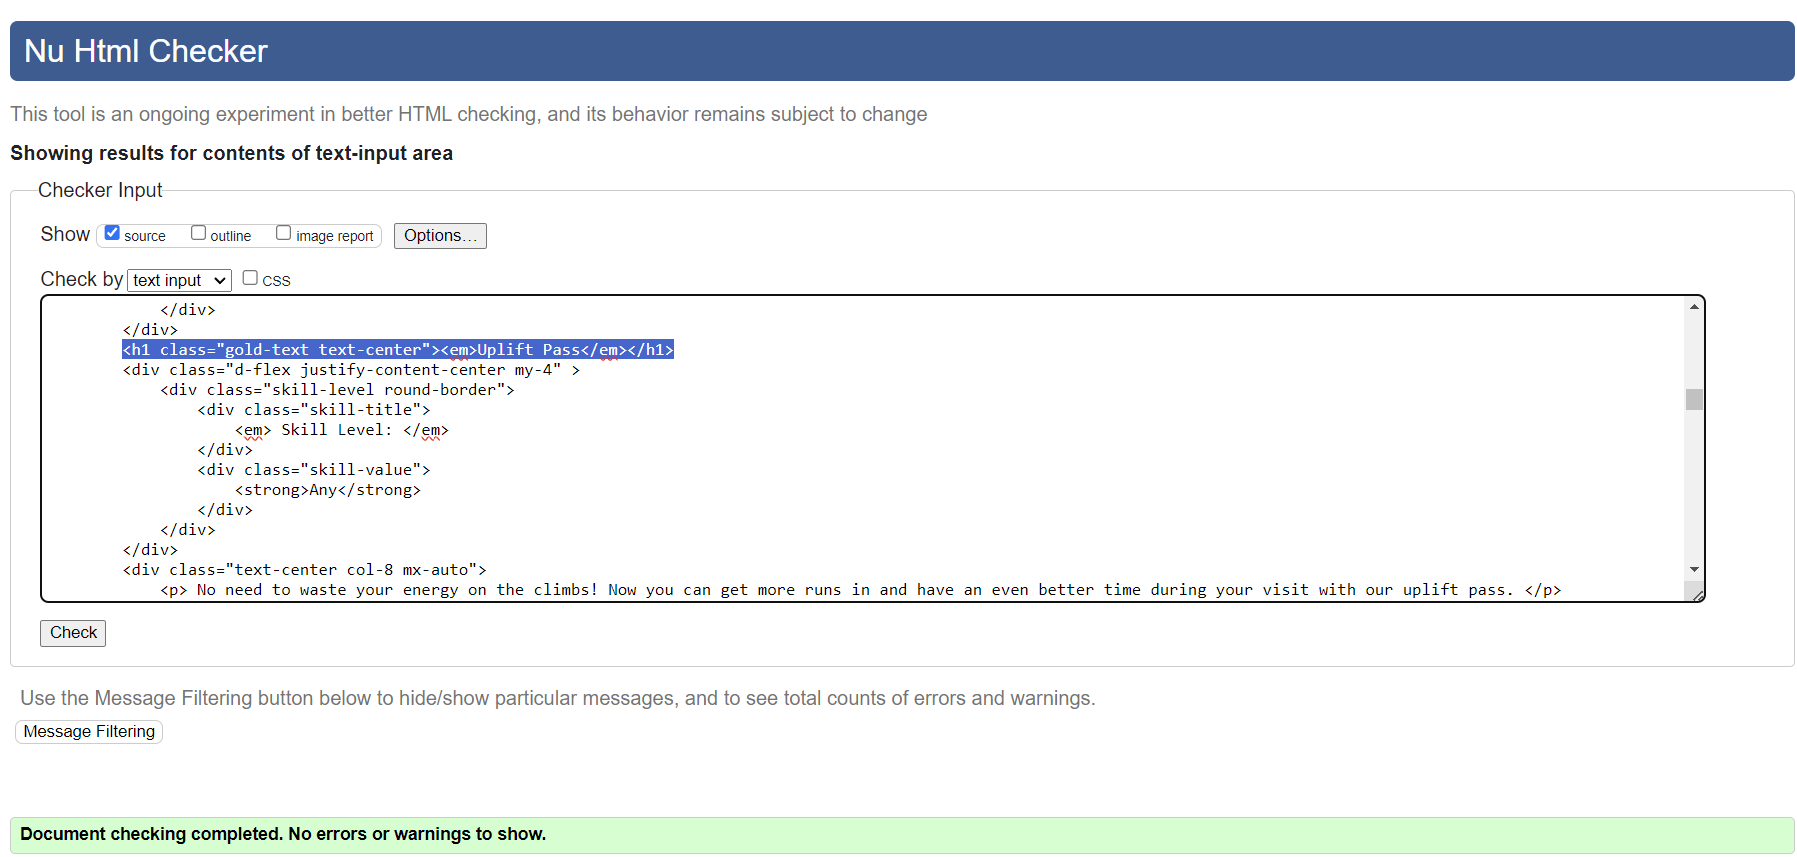 Nu Html Checker
This tool is an ongoing experiment in better HTML checking, and its behavior remains subject to change
Showing results for contents of text-input area
Checker Input
Show source outline image report Options...
Check by text input CSS
</div>
</div>
<h1 class="gold-text text-center"><em>Uplift Pass</em></h1>
<div class="d-flex justify-content-center my-4" >
<div class="skill-level round-border">
<div class="skill-title">
<em> Skill Level: </em>
</div>
<div class="skill-value">
<strong>Any</strong>
</div>
</div>
</div>
<div class="text-center col-8 mx-auto">
<p> No need to waste your energy on the climbs! Now you can get more runs in and have an even better time during your visit with our uplift pass. </p>
Check
Use the Message Filtering button below to hide/show particular messages, and to see total counts of errors and warnings.
Message Filtering
Document checking completed. No errors or warnings to show.